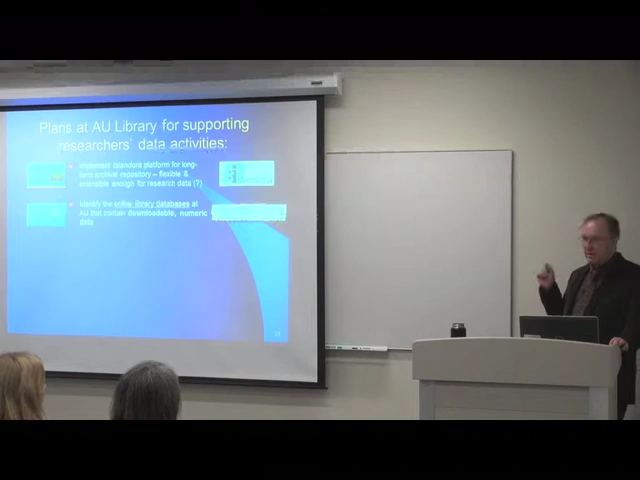 Plans at AU Library for supporting
researchers' data activities:
Implement Islandora platform for long-
term archival repository – flexible &
extensible enough for research data (?)
Identify the online library databases at
AU that contain downloadable, numeric
data